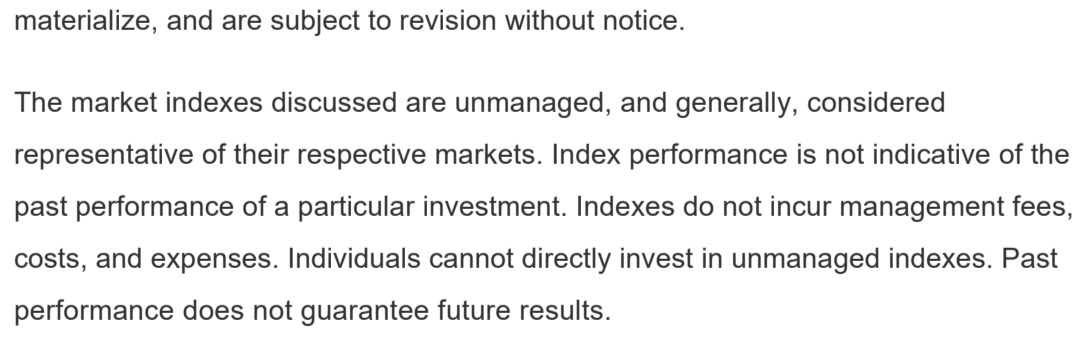 materialize, and are subject to revision without notice.
The market indexes discussed are unmanaged, and generally, considered
representative of their respective markets. Index performance is not indicative of the
past performance of a particular investment. Indexes do not incur management fees,
costs, and expenses. Individuals cannot directly invest in unmanaged indexes. Past
performance does not guarantee future results.